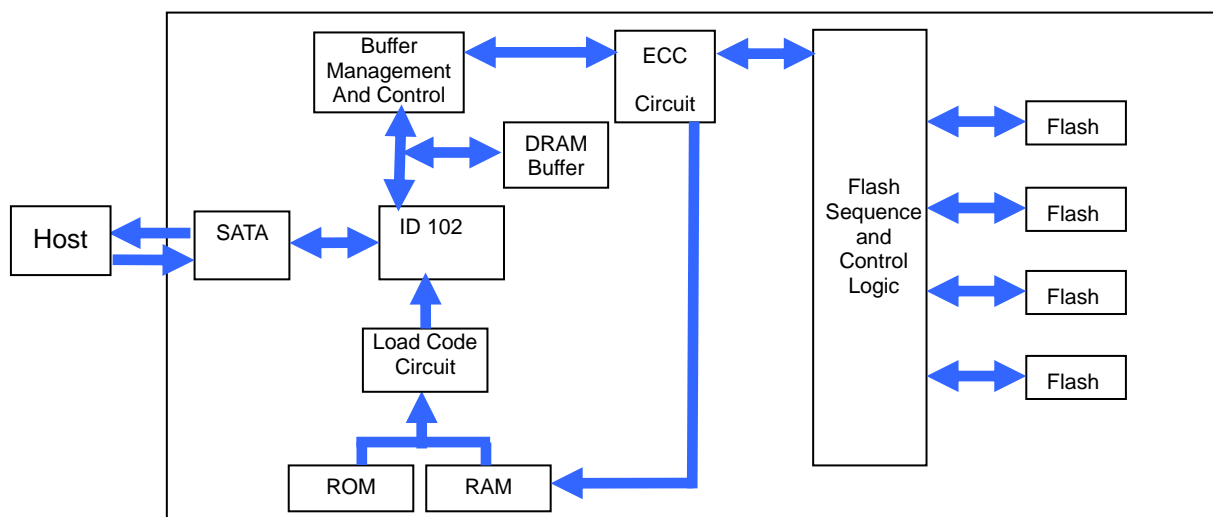 Buffer
Management
And Control
ECC
Circuit
DRAM
Buffer
Host
SATA
ID 102
Load Code
Circuit
ROM
RAM
Flash
Sequence
and
Control
Logic
Flash
Flash
Flash
Flash